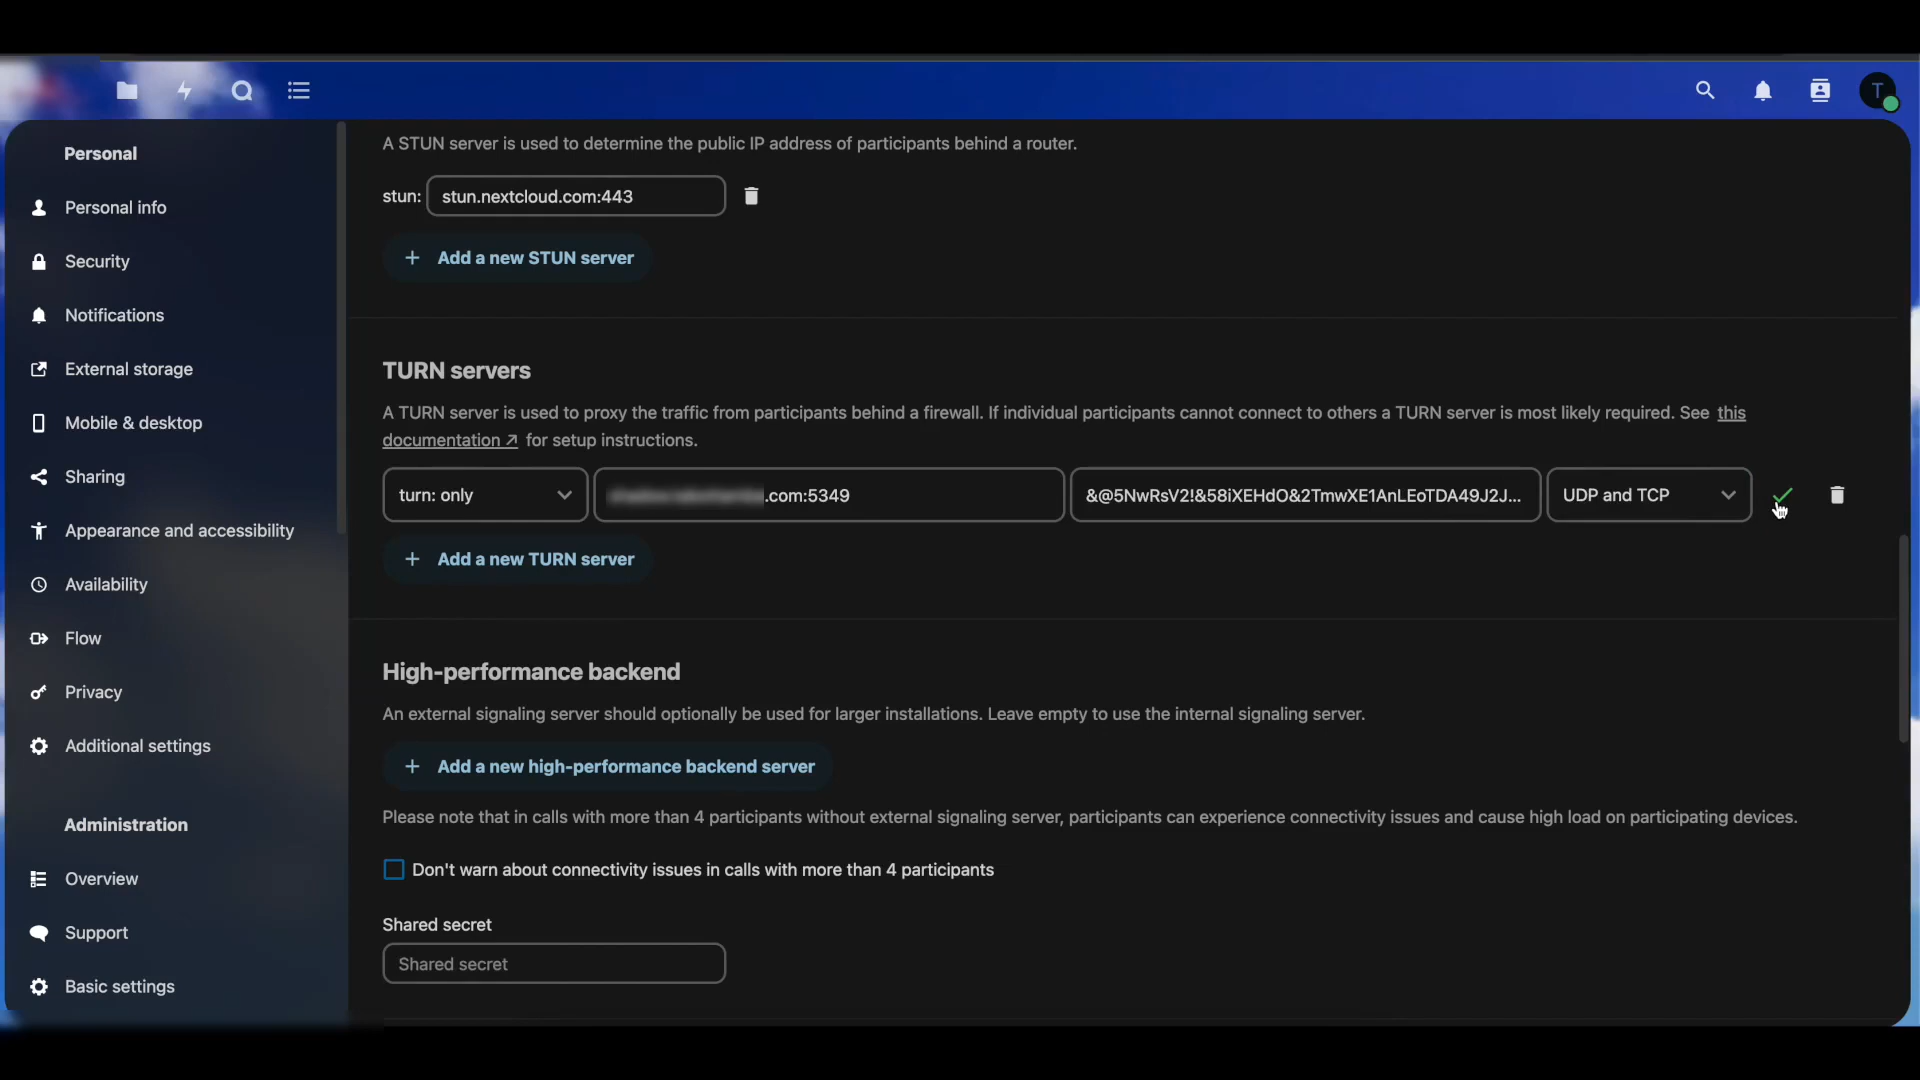 T
Personal
Personal info
Security
Notifications
External storage
Mobile & desktop
Sharing
Appearance and accessibility
Availability
Flow
Privacy
Additional settings
Administration
Overview
Support
Basic settings
A STUN server is used to determine the public IP address of participants behind a router.
stun: stun.nextcloud.com:443
+ Add a new STUN server
TURN servers
A TURN server is used to proxy the traffic from participants behind a firewall. If individual participants cannot connect to others a TURN server is most likely required. See this
documentation ↗ for setup instructions.
turn: only .com:5349 &@5NwRsV2!&58iXEHdO&2TmwXE1AnLEoTDA49J2J... UDP and TCP
+ Add a new TURN server
High-performance backend
An external signaling server should optionally be used for larger installations. Leave empty to use the internal signaling server.
+ Add a new high-performance backend server
Please note that in calls with more than 4 participants without external signaling server, participants can experience connectivity issues and cause high load on participating devices.
Don't warn about connectivity issues in calls with more than 4 participants
Shared secret
Shared secret